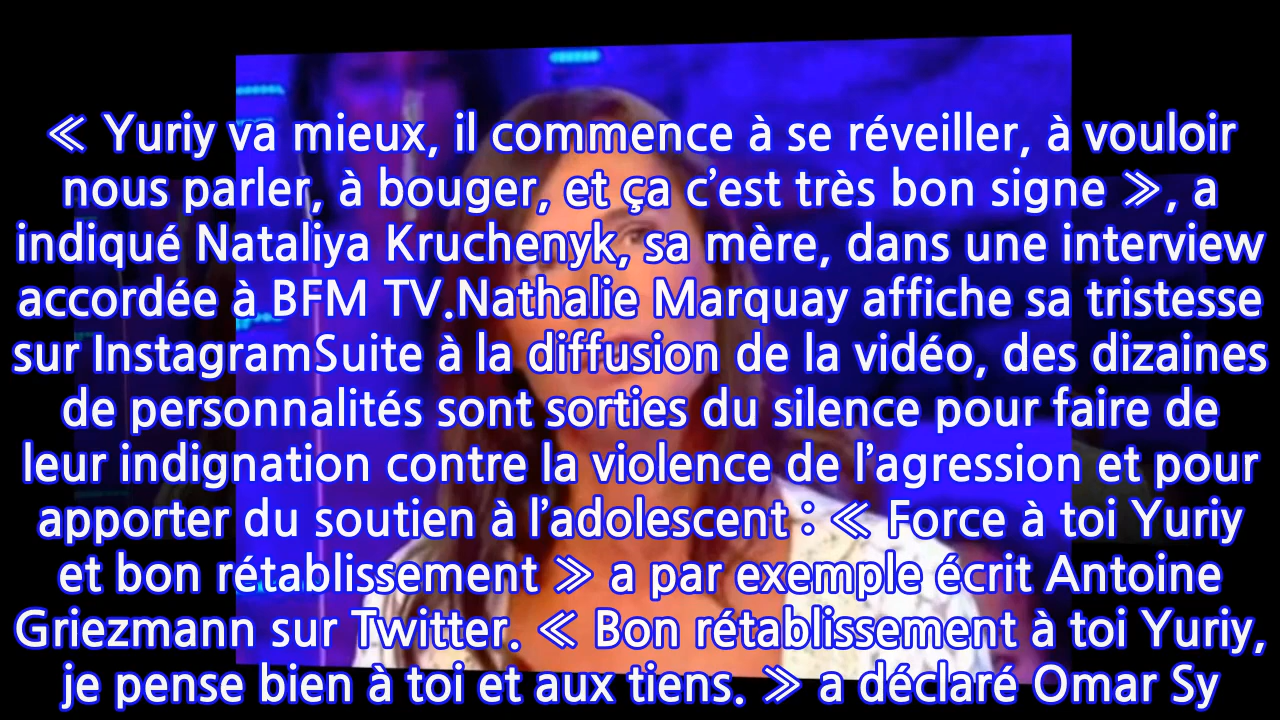 ≪ Yuriy va mieux, il commence à se réveiller, à vouloir
nous parler, à bouger, et ça c’est très bon signe ≫, a
indiqué Nataliya Kruchenyk, sa mère, dans une interview
accordée à BFM TV.Nathalie Marquay affiche sa tristesse
sur InstagramSuite à la diffusion de la vidéo, des dizaines
de personnalités sont sorties du silence pour faire de
leur indignation contre la violence de l’agression et pour
apporter du soutien à l’adolescent : ≪ Force à toi Yuriy
et bon rétablissement ≫ a par exemple écrit Antoine
Griezmann sur Twitter. ≪ Bon rétablissement à toi Yuriy,
je pense bien à toi et aux tiens. ≫ a déclaré Omar Sy